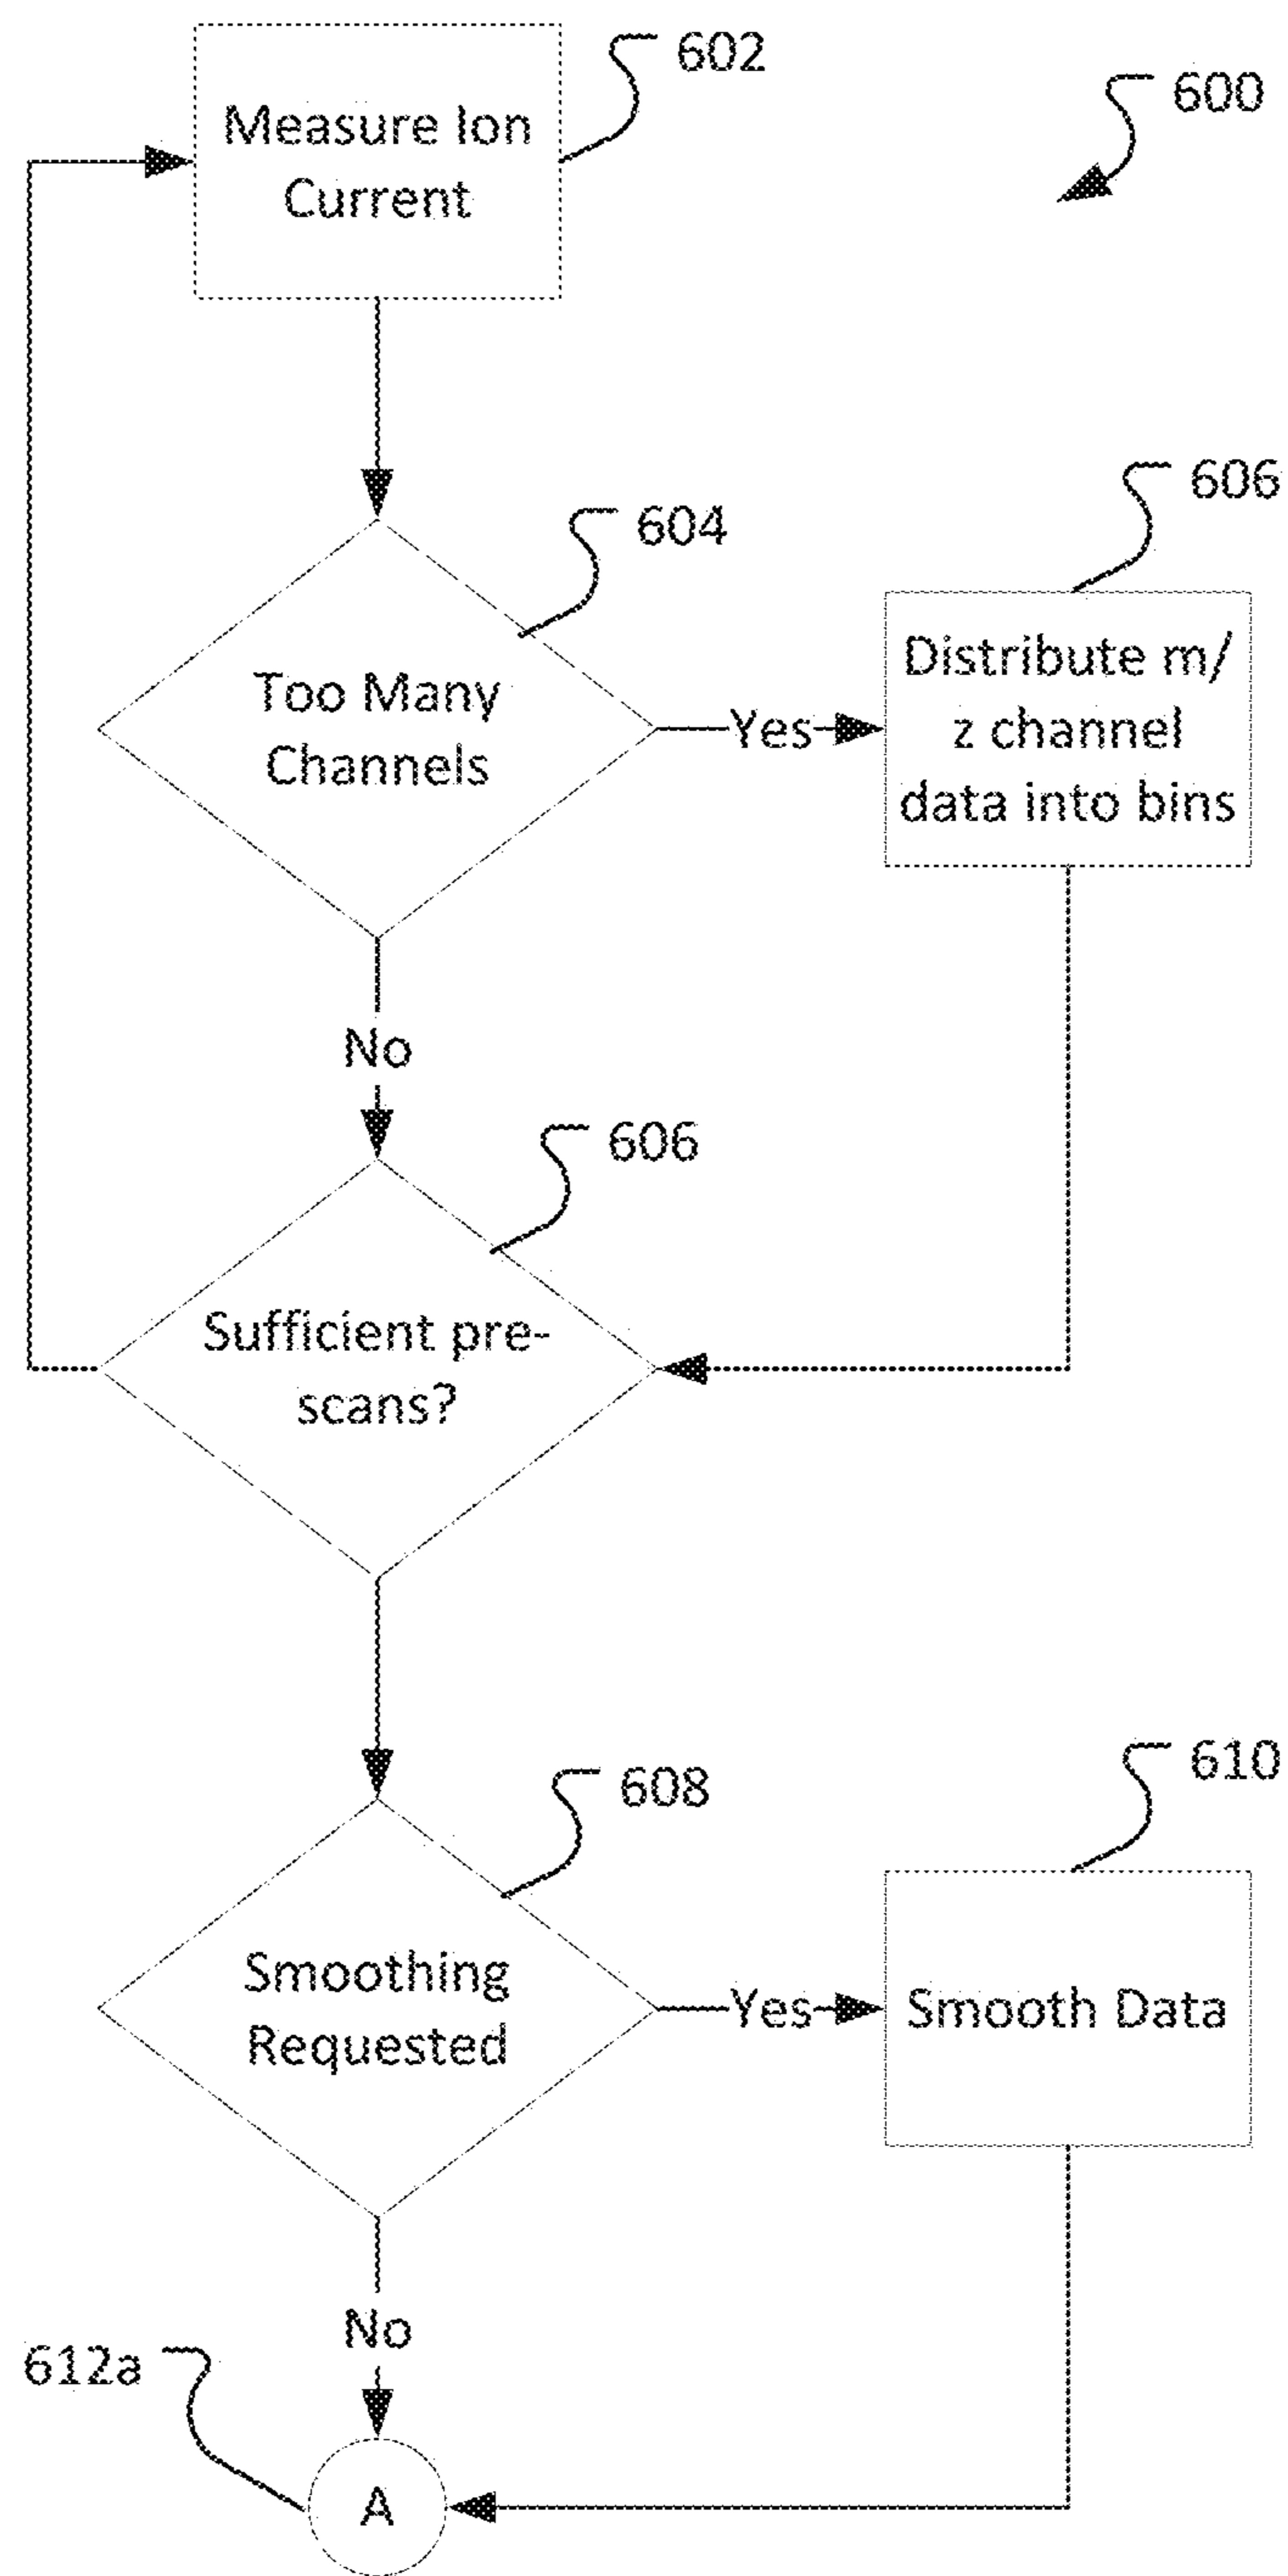 602
600
Measure Ion
Current
604
606
Too Many
Channels
Yes
Distribute m/
z channel
data into bins
No
606
Sufficient pre-
scans?
608
610
Smoothing
Requested
Yes
Smooth Data
No
612a
A